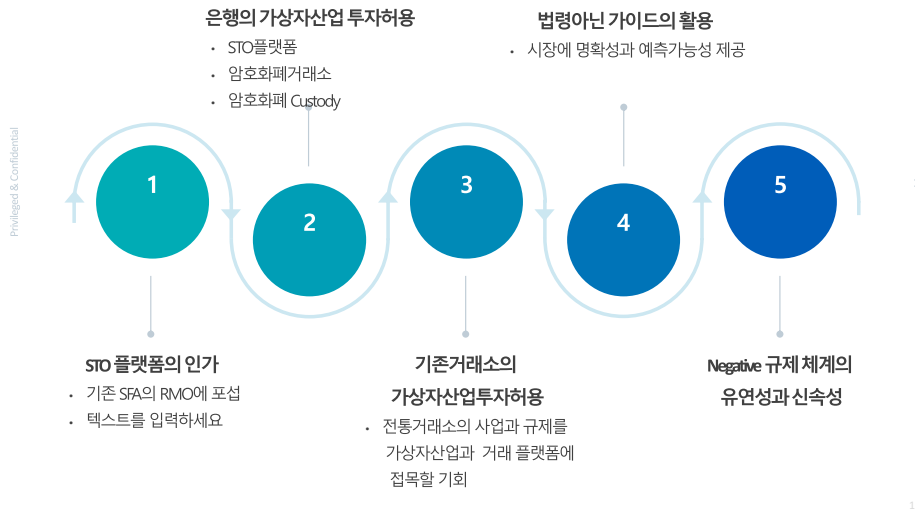 은행의 가상자산업 투자허용
• STO플랫폼
• 암호화폐거래소
• 암호화폐 Custody
법령아닌 가이드의 활용
• 시장에 명확성과 예측가능성 제공
Privileged & Confidential
1
2
3
4
5
STO 플랫폼의 인가
• 기존 SFA의 RMO에 포섭
• 텍스트를 입력하세요
기존거래소의
가상자산업투자허용
• 전통거래소의 사업과 규제를
가상자산업과 거래 플랫폼에
접목할 기회
Negative 규제 체계의
유연성과 신속성
1